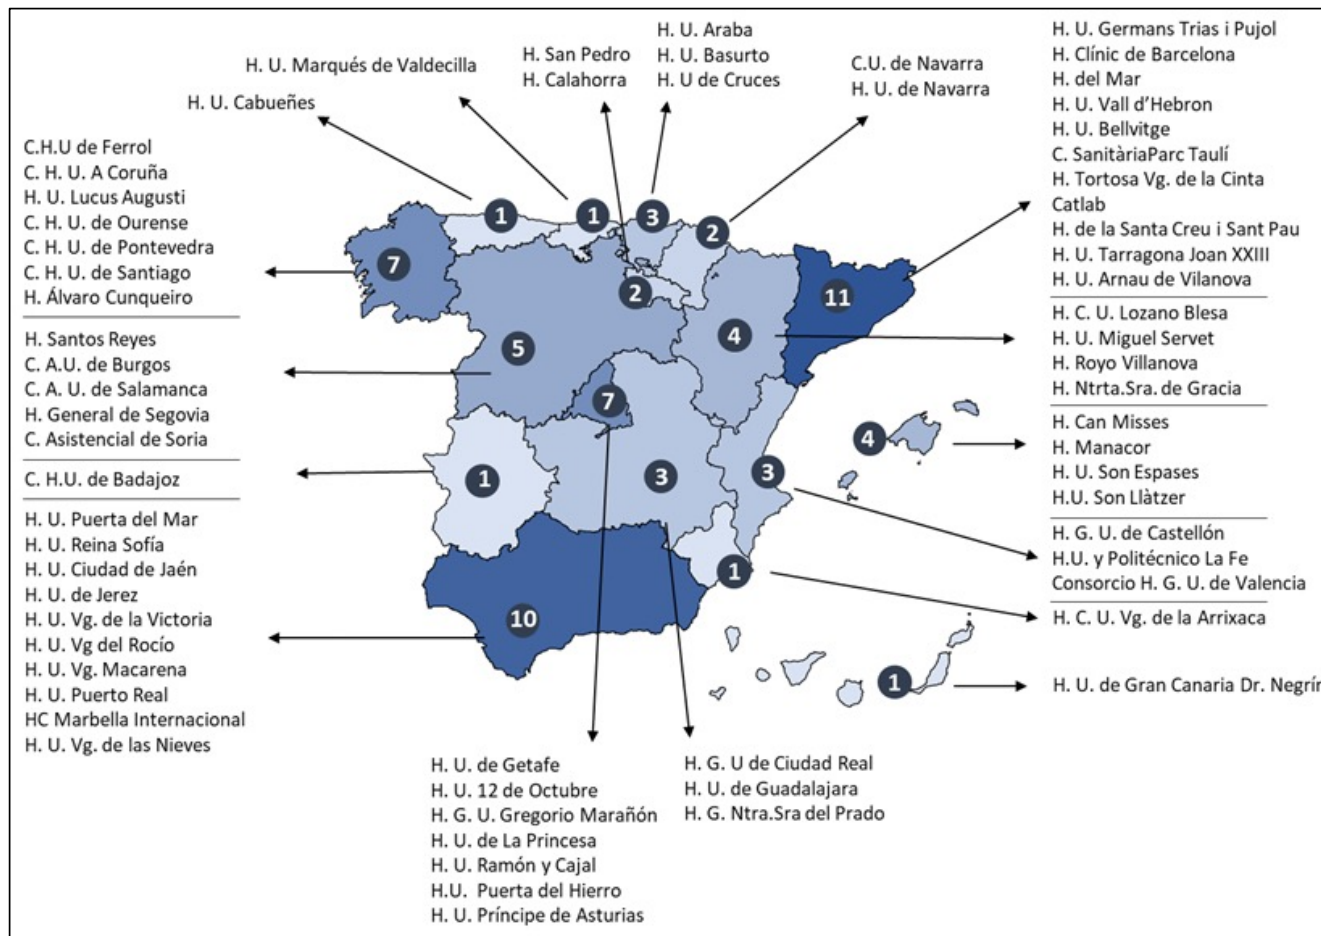 H. U. Araba
H. U. Basurto
H. U de Cruces
H. San Pedro
H. Calahorra
H. U. Marqués de Valdecilla
H. U. Cabueñes
C.U. de Navarra
H. U. de Navarra
H. U. Germans Trias i Pujol
H. Clínic de Barcelona
H. del Mar
H. U. Vall d’Hebron
H. U. Bellvitge
C. SanitàriaParc Taulí
H. Tortosa Vg. de la Cinta
Catlab
H. de la Santa Creu i Sant Pau
H. U. Tarragona Joan XXIII
H. U. Arnau de Vilanova
H. C. U. Lozano Blesa
H. U. Miguel Servet
H. Royo Villanova
H. Ntrta.Sra. de Gracia
H. Can Misses
H. Manacor
H. U. Son Espases
H.U. Son Llàtzer
H. G. U. de Castellón
H.U. y Politécnico La Fe
Consorcio H. G. U. de Valencia
H. C. U. Vg. de la Arrixaca
H. U. de Gran Canaria Dr. Negrín
C.H.U de Ferrol
C. H. U. A Coruña
H. U. Lucus Augusti
C. H. U. de Ourense
C. H. U. de Pontevedra
C. H. U. de Santiago
H. Álvaro Cunqueiro
H. Santos Reyes
C. A.U. de Burgos
C. A. U. de Salamanca
H. General de Segovia
C. Asistencial de Soria
C. H.U. de Badajoz
H. U. Puerta del Mar
H. U. Reina Sofía
H. U. Ciudad de Jaén
H. U. de Jerez
H. U. Vg. de la Victoria
H. U. Vg del Rocío
H. U. Vg. Macarena
H. U. Puerto Real
HC Marbella Internacional
H. U. Vg. de las Nieves
1
1
3
2
7
2
11
5
4
7
4
1
3
3
1
10
1
H. U. de Getafe
H. U. 12 de Octubre
H. G. U. Gregorio Marañón
H. U. de La Princesa
H. U. Ramón y Cajal
H.U. Puerta del Hierro
H. U. Príncipe de Asturias
H. G. U de Ciudad Real
H. U. de Guadalajara
H. G. Ntra.Sra del Prado